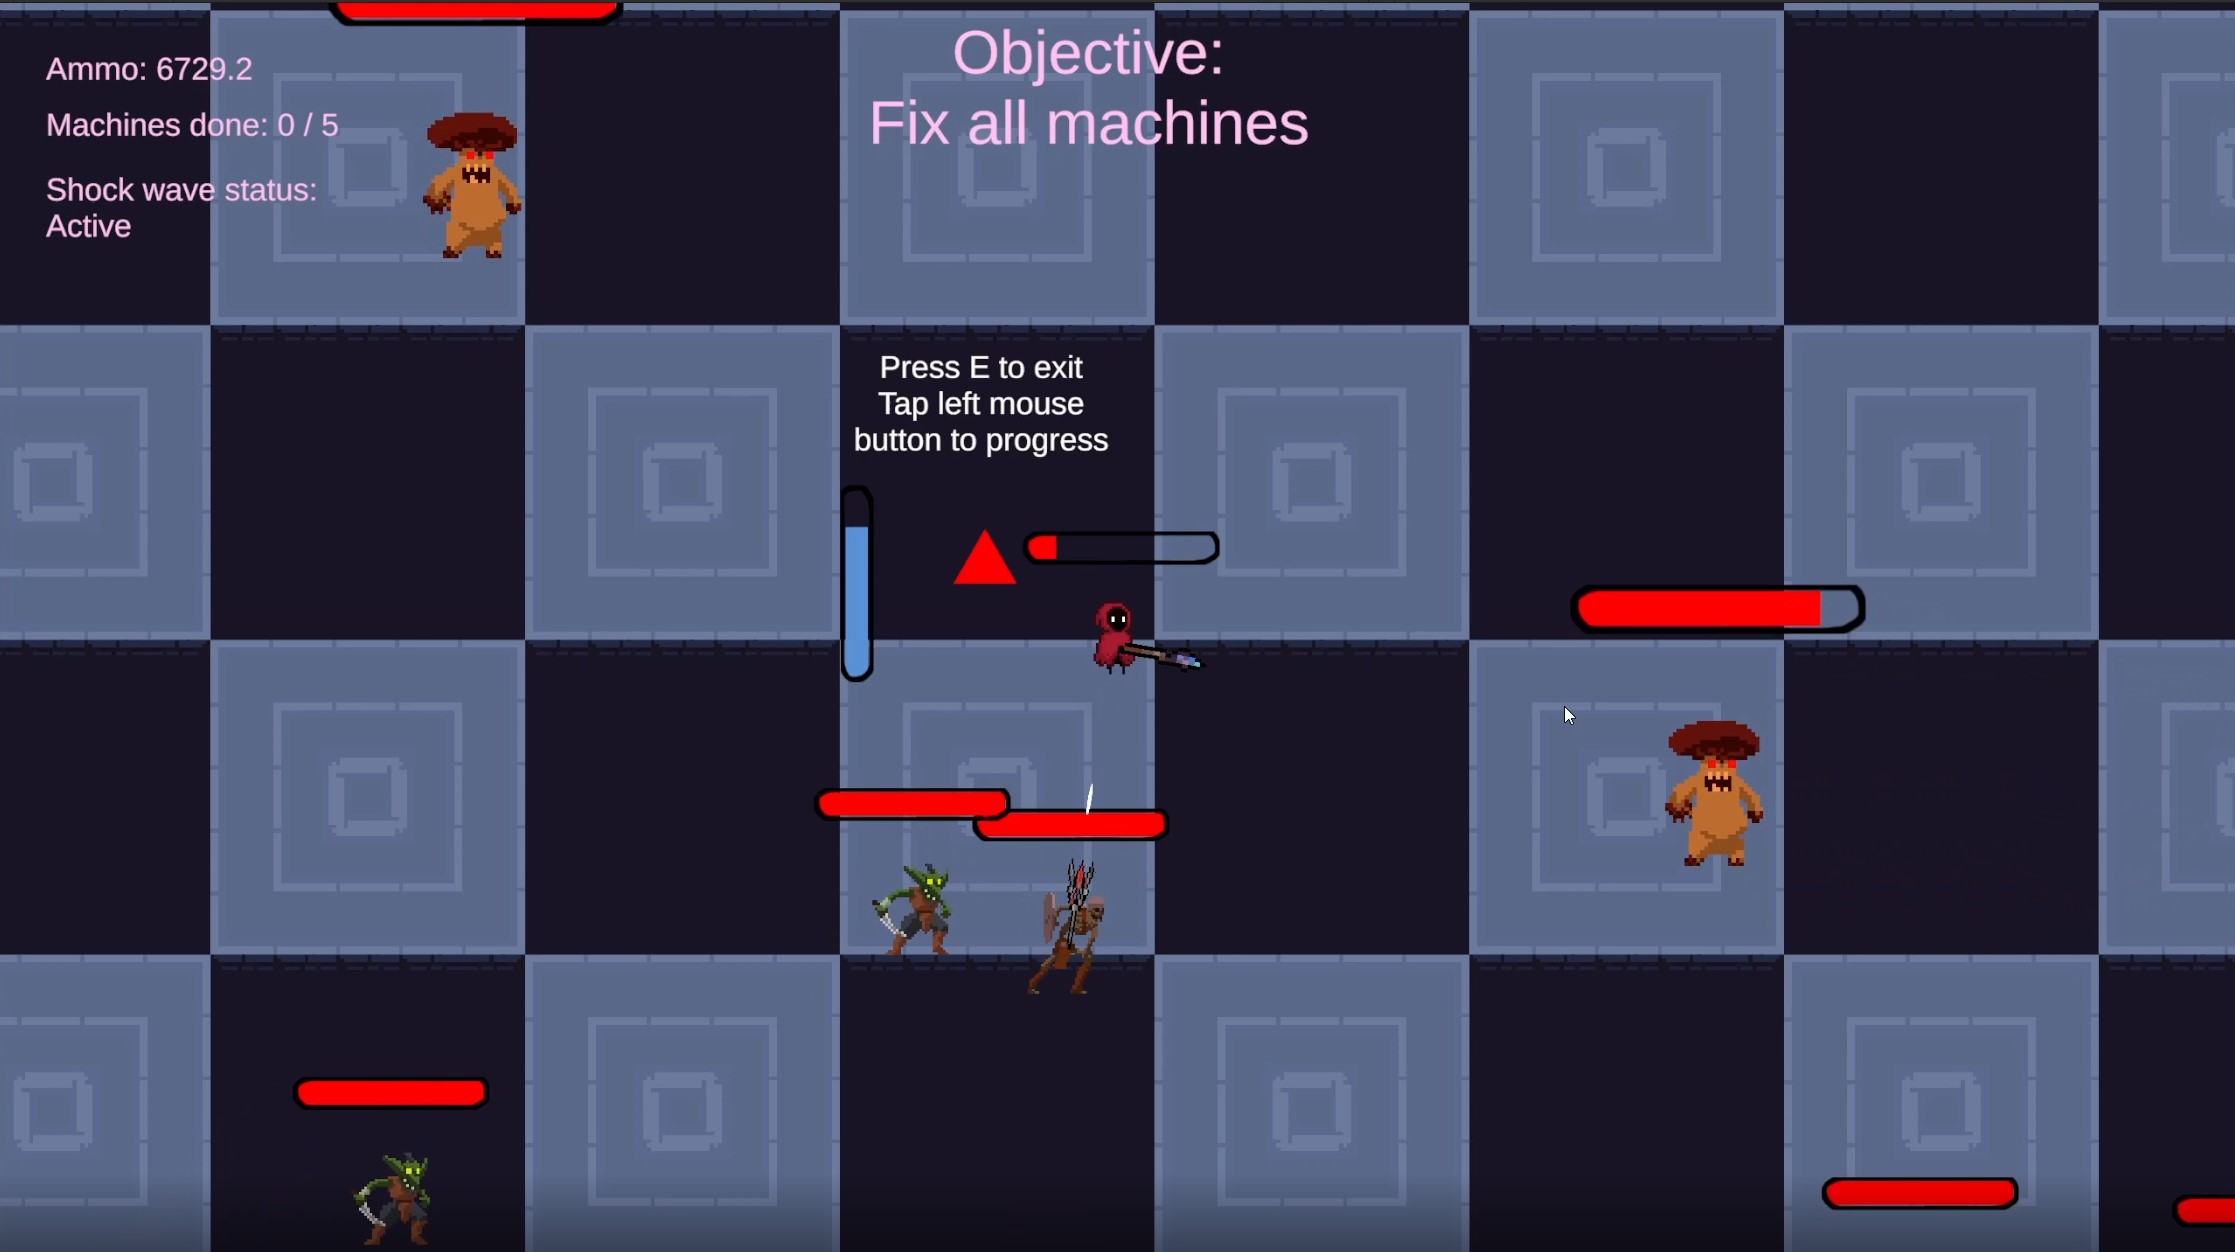 Objective:
Fix all machines
Ammo: 6729.2
Machines done: 0 / 5
Shock wave status:
Active
Press E to exit
Tap left mouse
button to progress